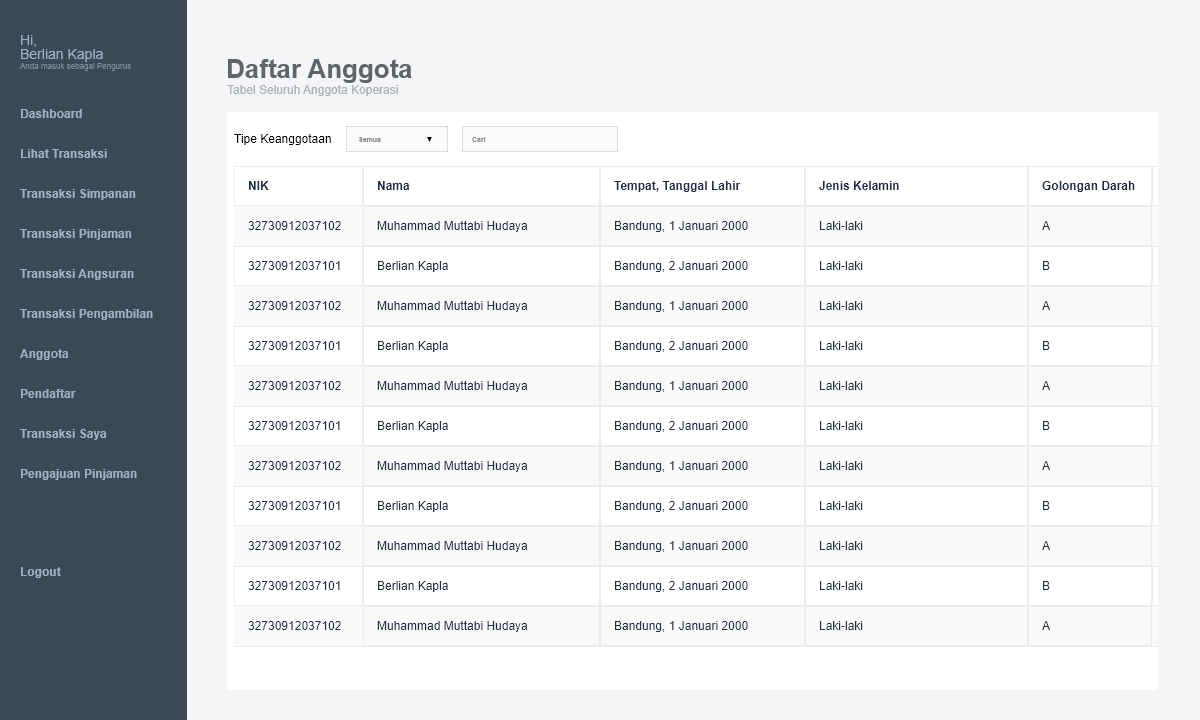 Hi,
Berlian Kapla
Anda masuk sebagai Pengurus
Dashboard
Lihat Transaksi
Transaksi Simpanan
Transaksi Pinjaman
Transaksi Angsuran
Transaksi Pengambilan
Anggota
Pendaftar
Transaksi Saya
Pengajuan Pinjaman
Logout
Daftar Anggota
Tabel Seluruh Anggota Koperasi
Tipe Keanggotaan Semua ▼ Cari
NIK Nama Tempat, Tanggal Lahir Jenis Kelamin Golongan Darah
32730912037102 Muhammad Muttabi Hudaya Bandung, 1 Januari 2000 Laki-laki A
32730912037101 Berlian Kapla Bandung, 2 Januari 2000 Laki-laki B
32730912037102 Muhammad Muttabi Hudaya Bandung, 1 Januari 2000 Laki-laki A
32730912037101 Berlian Kapla Bandung, 2 Januari 2000 Laki-laki B
32730912037102 Muhammad Muttabi Hudaya Bandung, 1 Januari 2000 Laki-laki A
32730912037101 Berlian Kapla Bandung, 2 Januari 2000 Laki-laki B
32730912037102 Muhammad Muttabi Hudaya Bandung, 1 Januari 2000 Laki-laki A
32730912037101 Berlian Kapla Bandung, 2 Januari 2000 Laki-laki B
32730912037102 Muhammad Muttabi Hudaya Bandung, 1 Januari 2000 Laki-laki A
32730912037101 Berlian Kapla Bandung, 2 Januari 2000 Laki-laki B
32730912037102 Muhammad Muttabi Hudaya Bandung, 1 Januari 2000 Laki-laki A